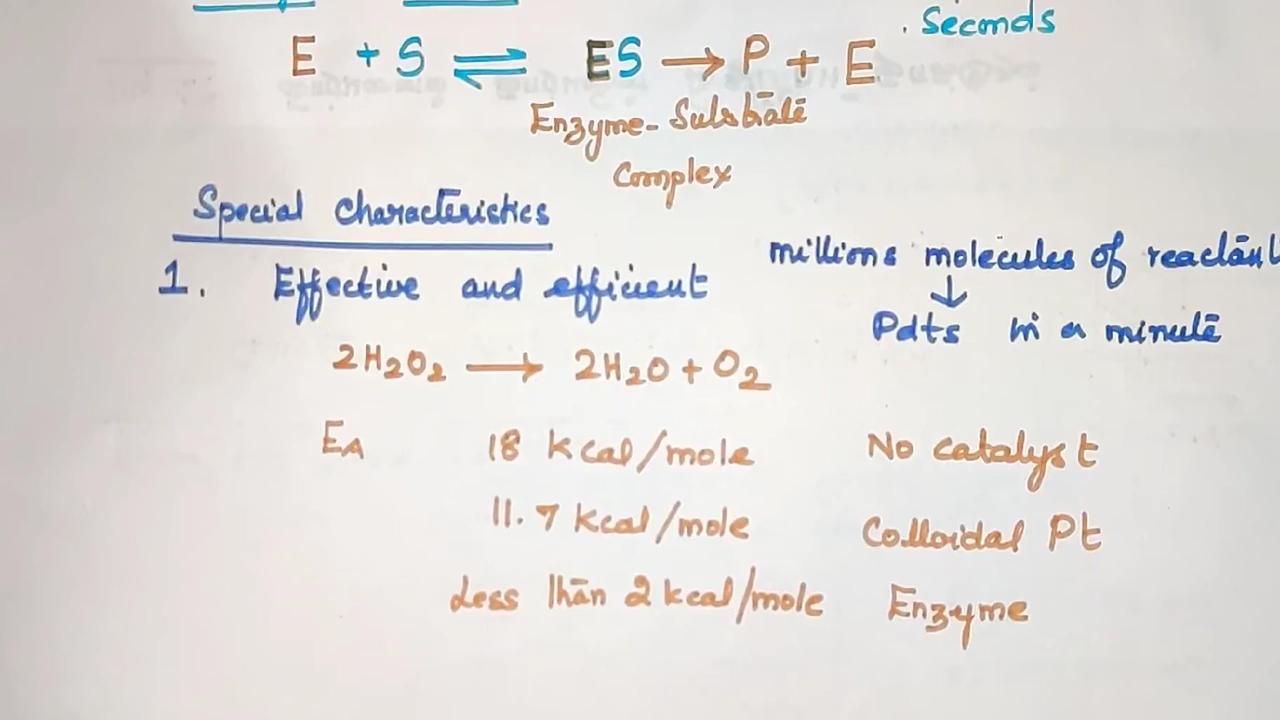 . Seconds
E + S ⇌ ES → P + E
Enzyme-Substrate
Complex
Special characteristics
1. Effective and efficient
millions molecules of reactant
↓
Pdts in a minute
2H₂O₂ → 2H₂O + O₂
EA 18 kcal/mole No catalyst
11.7 kcal/mole Colloidal Pt
Less than 2 kcal/mole Enzyme